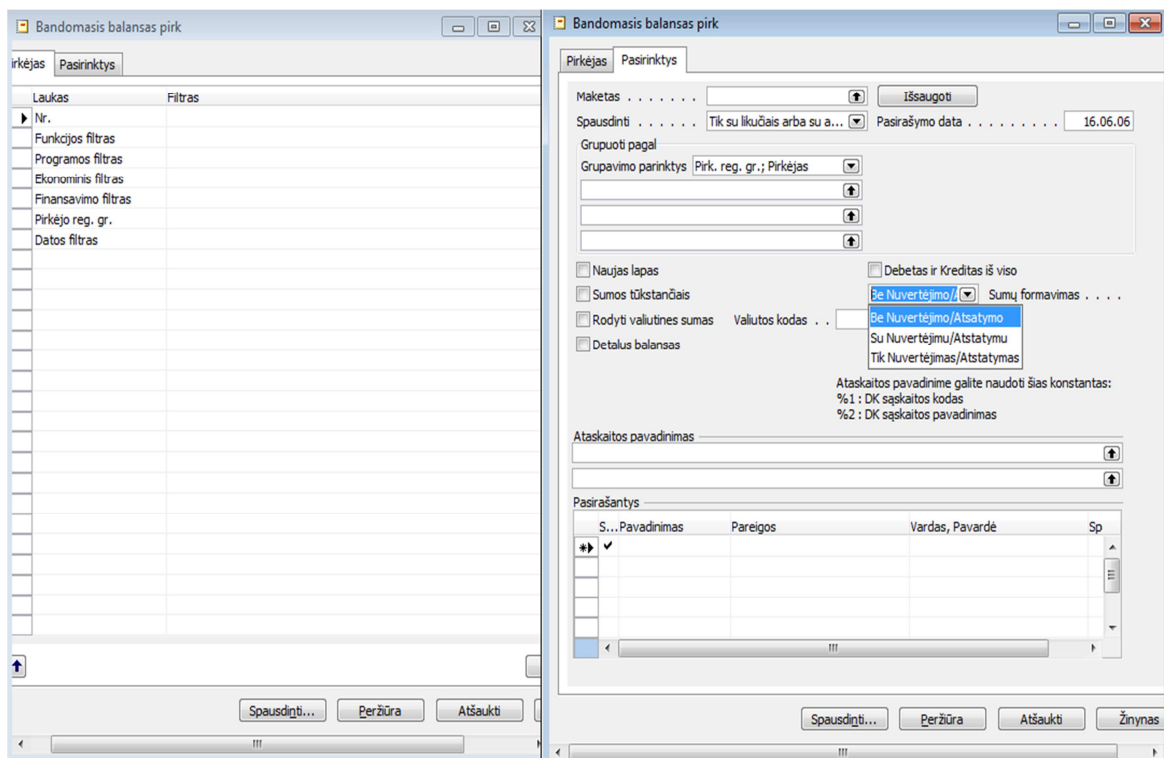 Bandomasis balansas pirk
irkėjas Pasirinktys
Laukas Filtras
Nr.
Funkcijos filtras
Programos filtras
Ekonominis filtras
Finansavimo filtras
Pirkėjo reg. gr.
Datos filtras
Spausdinti... Peržiūra Atšaukti
Bandomasis balansas pirk
Pirkėjas Pasirinktys
Maketas . . . . . . . Išsaugoti
Spausdinti . . . . . . Tik su likučiais arba su a... Pasirašymo data . . . . . . . . . 16.06.06
Grupuoti pagal
Grupavimo parinktys Pirk. reg. gr.; Pirkėjas
Naujas lapas Debetas ir Kreditas iš viso
Sumos tūkstančiais Be Nuvertėjimo/ Sumų formavimas . . . .
Rodyti valiutines sumas Valiutos kodas . . Be Nuvertėjimo/Atsatymo
Su Nuvertėjimu/Atstatymu
Detalus balansas Tik Nuvertėjimas/Atstatymas
Ataskaitos pavadinime galite naudoti šias konstantas:
%1 : DK sąskaitos kodas
%2 : DK sąskaitos pavadinimas
Ataskaitos pavadinimas
Pasirašantys
S... Pavadinimas Pareigos Vardas, Pavardė Sp
Spausdinti... Peržiūra Atšaukti Žinynas